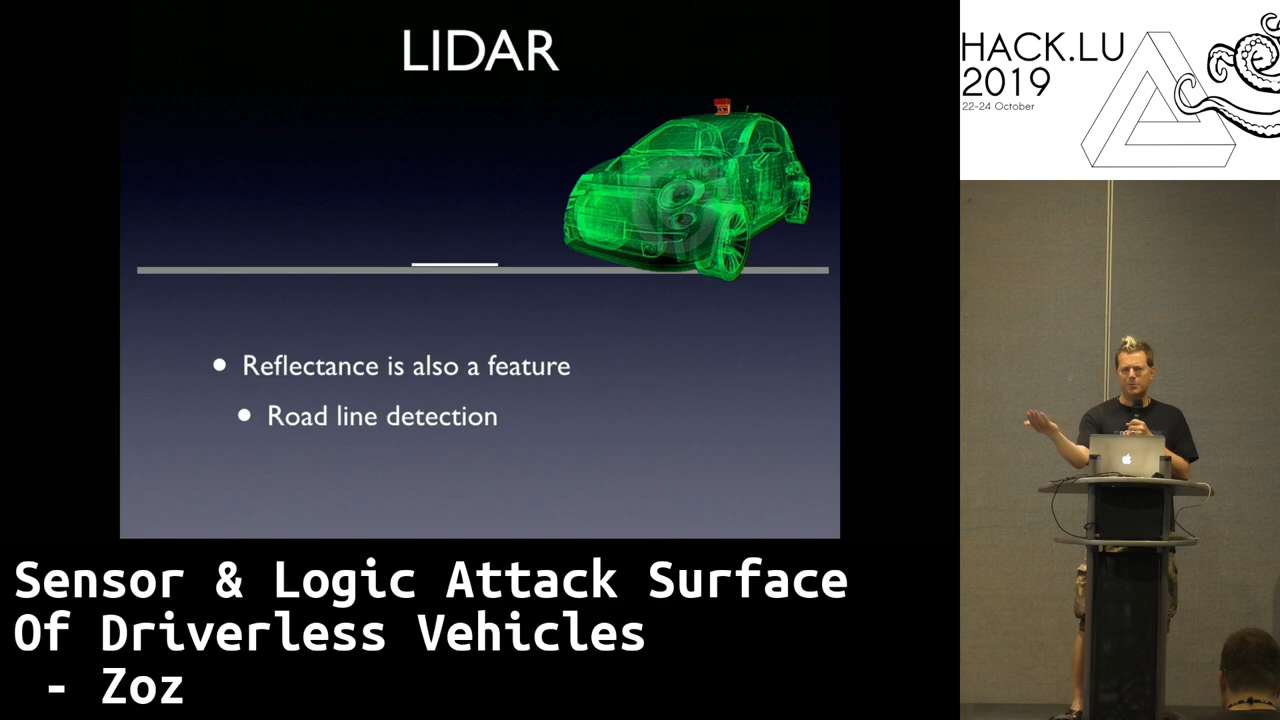 LIDAR
Reflectance is also a feature
Road line detection
HACK.LU
2019
22-24 October
Sensor & Logic Attack Surface
Of Driverless Vehicles
- Zoz